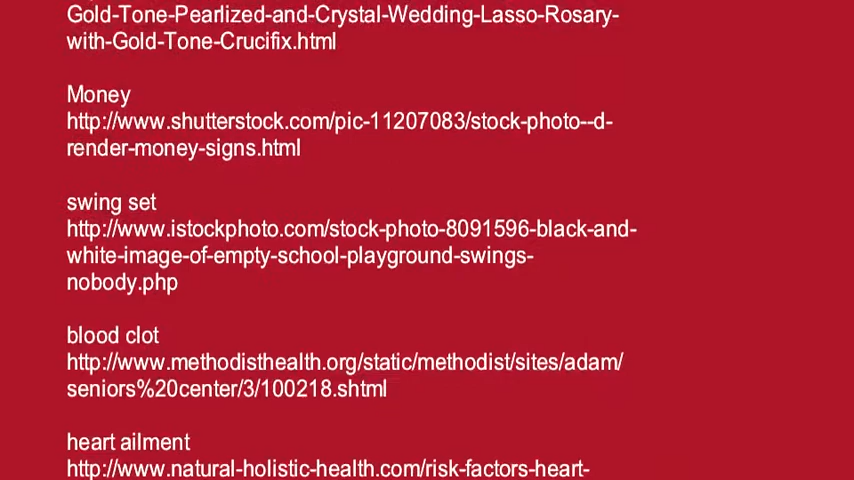 Gold-Tone-Pearlized-and-Crystal-Wedding-Lasso-Rosary-
with-Gold-Tone-Crucifix.html
Money
http://www.shutterstock.com/pic-11207083/stock-photo--d-
render-money-signs.html
swing set
http://www.istockphoto.com/stock-photo-8091596-black-and-
white-image-of-empty-school-playground-swings-
nobody.php
blood clot
http://www.methodisthealth.org/static/methodist/sites/adam/
seniors%20center/3/100218.shtml
heart ailment
http://www.natural-holistic-health.com/risk-factors-heart-